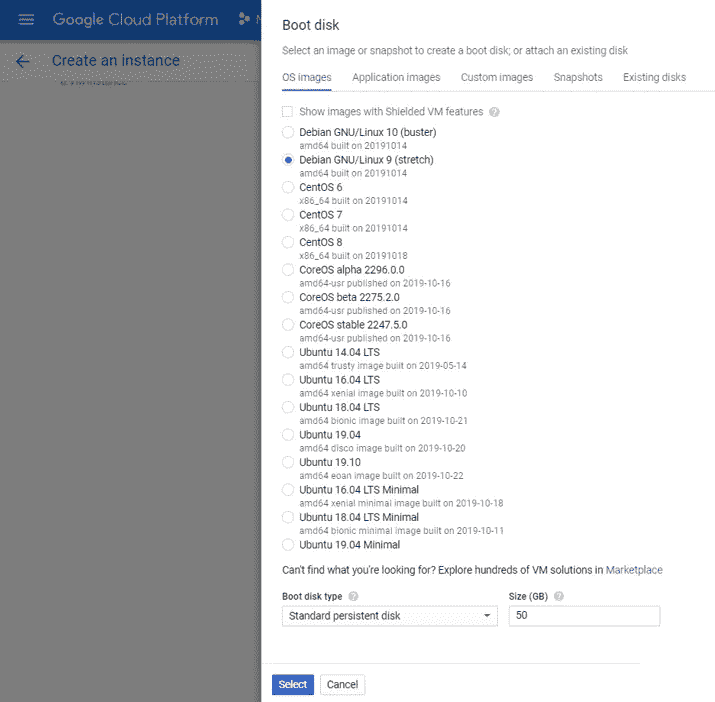 Google Cloud Platform
Create an instance
Boot disk
Select an image or snapshot to create a boot disk; or attach an existing disk
OS images Application images Custom images Snapshots Existing disks
Show images with Shielded VM features
Debian GNU/Linux 10 (buster)
amd64 built on 20191014
Debian GNU/Linux 9 (stretch)
amd64 built on 20191014
CentOS 6
x86_64 built on 20191014
CentOS 7
x86_64 built on 20191014
CentOS 8
x86_64 built on 20191018
CoreOS alpha 2296.0.0
amd64-usr published on 2019-10-16
CoreOS beta 2275.2.0
amd64-usr published on 2019-10-16
CoreOS stable 2247.5.0
amd64-usr published on 2019-10-16
Ubuntu 14.04 LTS
amd64 trusty image built on 2019-05-14
Ubuntu 16.04 LTS
amd64 xenial image built on 2019-10-10
Ubuntu 18.04 LTS
amd64 bionic image built on 2019-10-21
Ubuntu 19.04
amd64 disco image built on 2019-10-20
Ubuntu 19.10
amd64 eoan image built on 2019-10-22
Ubuntu 16.04 LTS Minimal
amd64 xenial minimal image built on 2019-10-18
Ubuntu 18.04 LTS Minimal
amd64 bionic minimal image built on 2019-10-11
Ubuntu 19.04 Minimal
Can't find what you're looking for? Explore hundreds of VM solutions in Marketplace
Boot disk type Size (GB)
Standard persistent disk 50
Select Cancel